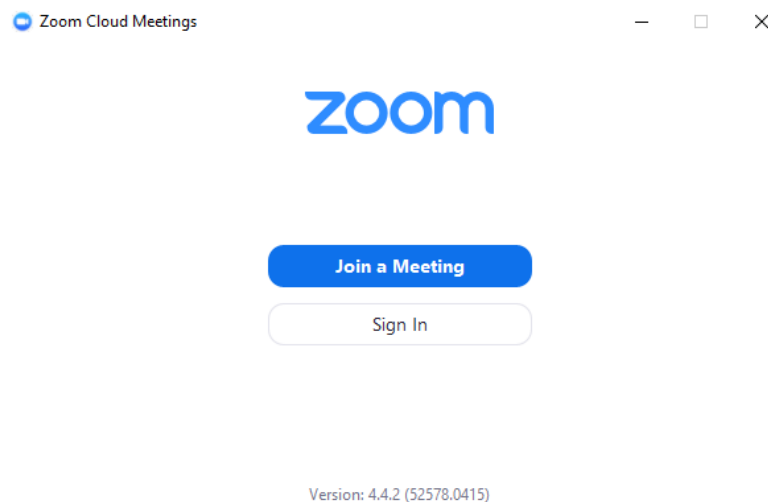 Zoom Cloud Meetings
zoom
Join a Meeting
Sign In
Version: 4.4.2 (52578.0415)